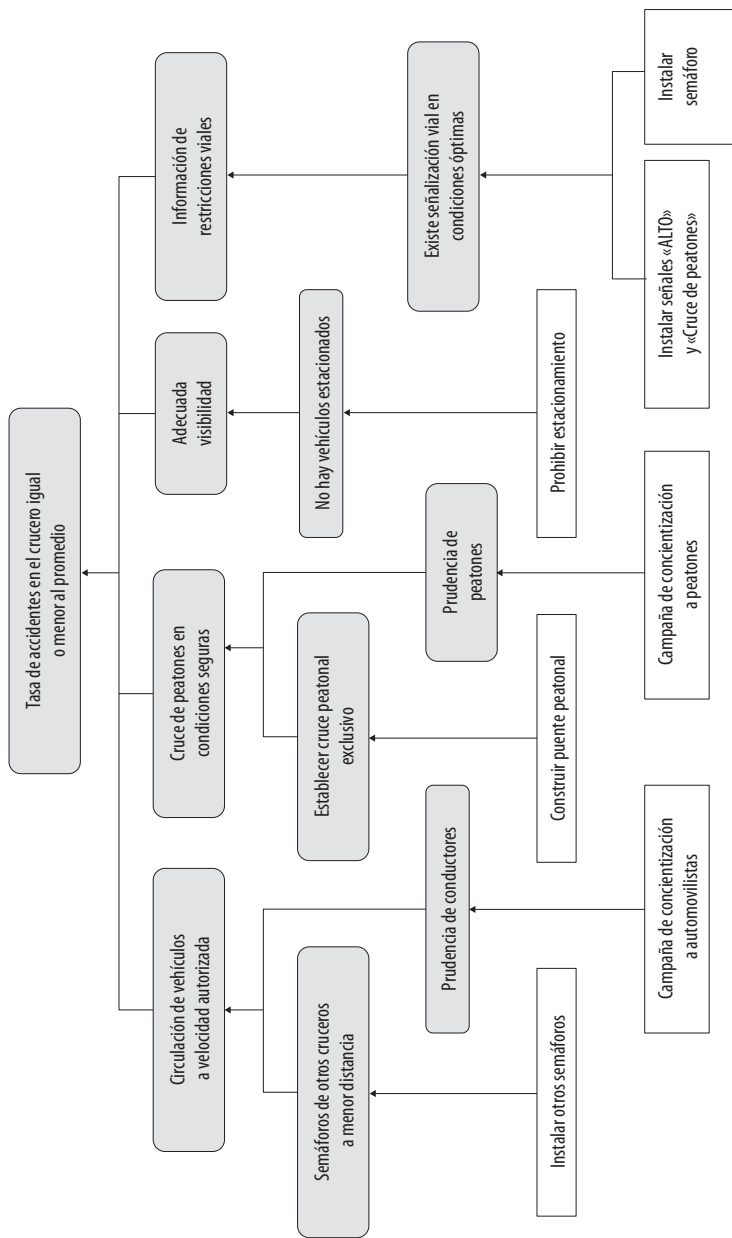 Tasa de accidentes en el crucero igual
o menor al promedio
Circulación de vehículos
a velocidad autorizada
Cruce de peatones en
condiciones seguras
Adecuada
visibilidad
Información de
restricciones viales
Semáforos de otros cruceros
a menor distancia
Prudencia de conductores
Establecer cruce peatonal
exclusivo
Prudencia de
peatones
No hay vehículos estacionados
Existe señalización vial en
condiciones óptimas
Instalar otros semáforos
Campaña de concientización
a automovilistas
Construir puente peatonal
Campaña de concientización
a peatones
Prohibir estacionamiento
Instalar señales «ALTO»
y «Cruce de peatones»
Instalar
semáforo